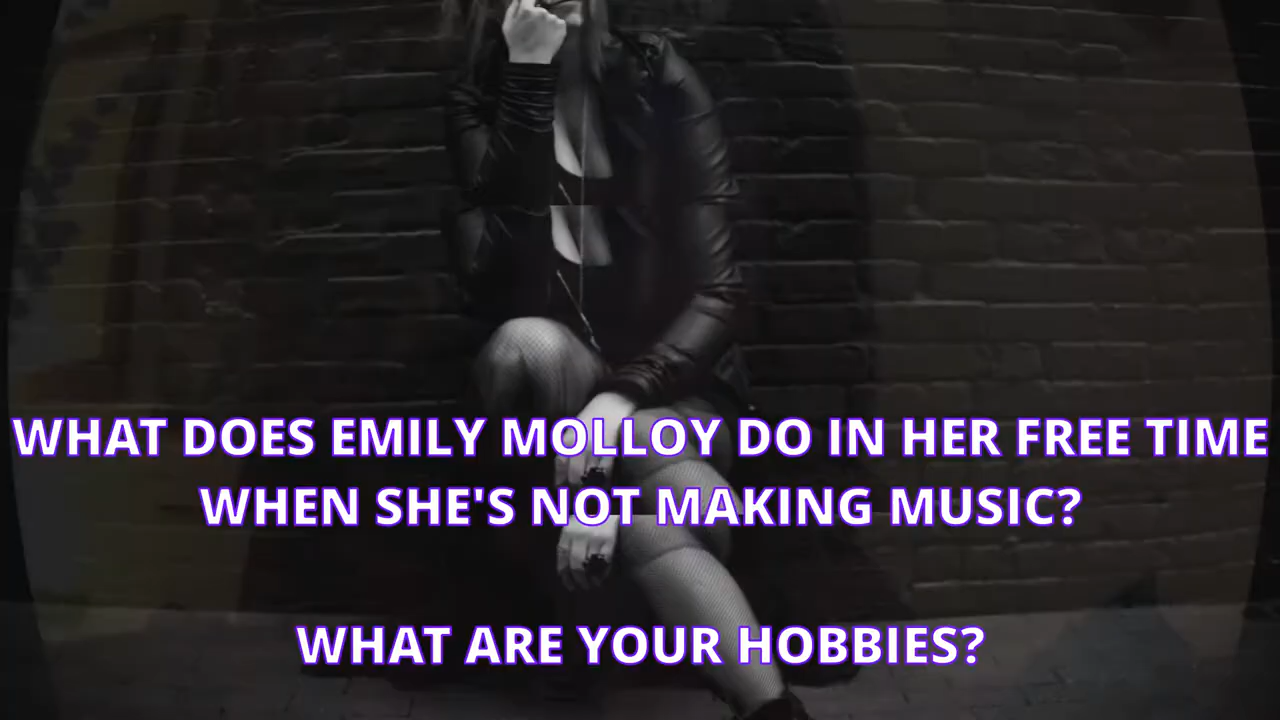 WHAT DOES EMILY MOLLOY DO IN HER FREE TIME
WHEN SHE'S NOT MAKING MUSIC?
WHAT ARE YOUR HOBBIES?